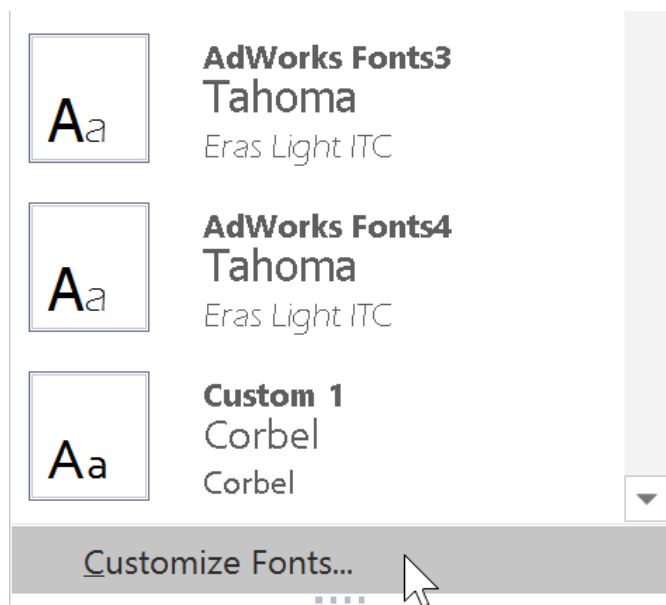 Aa
AdWorks Fonts3
Tahoma
Eras Light ITC
Aa
AdWorks Fonts4
Tahoma
Eras Light ITC
Aa
Custom 1
Corbel
Corbel
Customize Fonts...